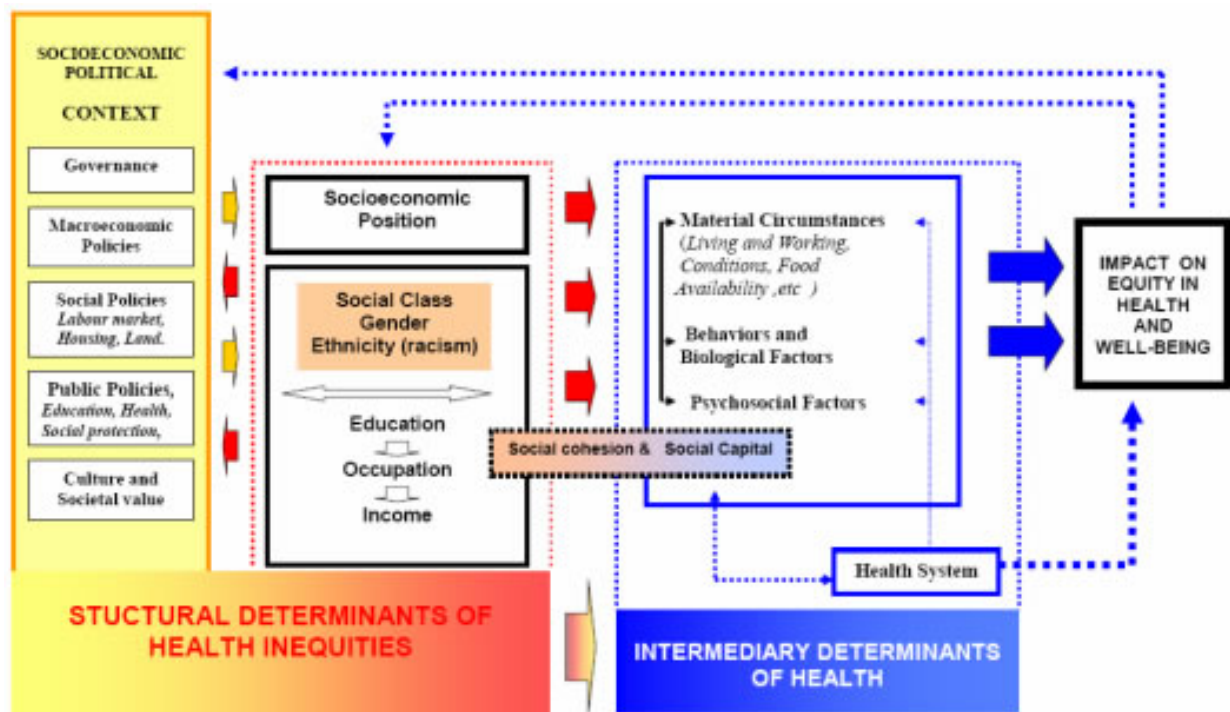 SOCIOECONOMIC
POLITICAL
CONTEXT
Governance
Macroeconomic
Policies
Social Policies
Labour market,
Housing, Land.
Public Policies,
Education, Health,
Social protection,
Culture and
Societal value
Socioeconomic
Position
Social Class
Gender
Ethnicity (racism)
Education
Occupation
Income
Social cohesion & Social Capital
Material Circumstances
(Living and Working,
Conditions, Food
Availability ,etc )
Behaviors and
Biological Factors
Psychosocial Factors
Health System
IMPACT ON
EQUITY IN
HEALTH
AND
WELL-BEING
STUCTURAL DETERMINANTS OF
HEALTH INEQUITIES
INTERMEDIARY DETERMINANTS
OF HEALTH